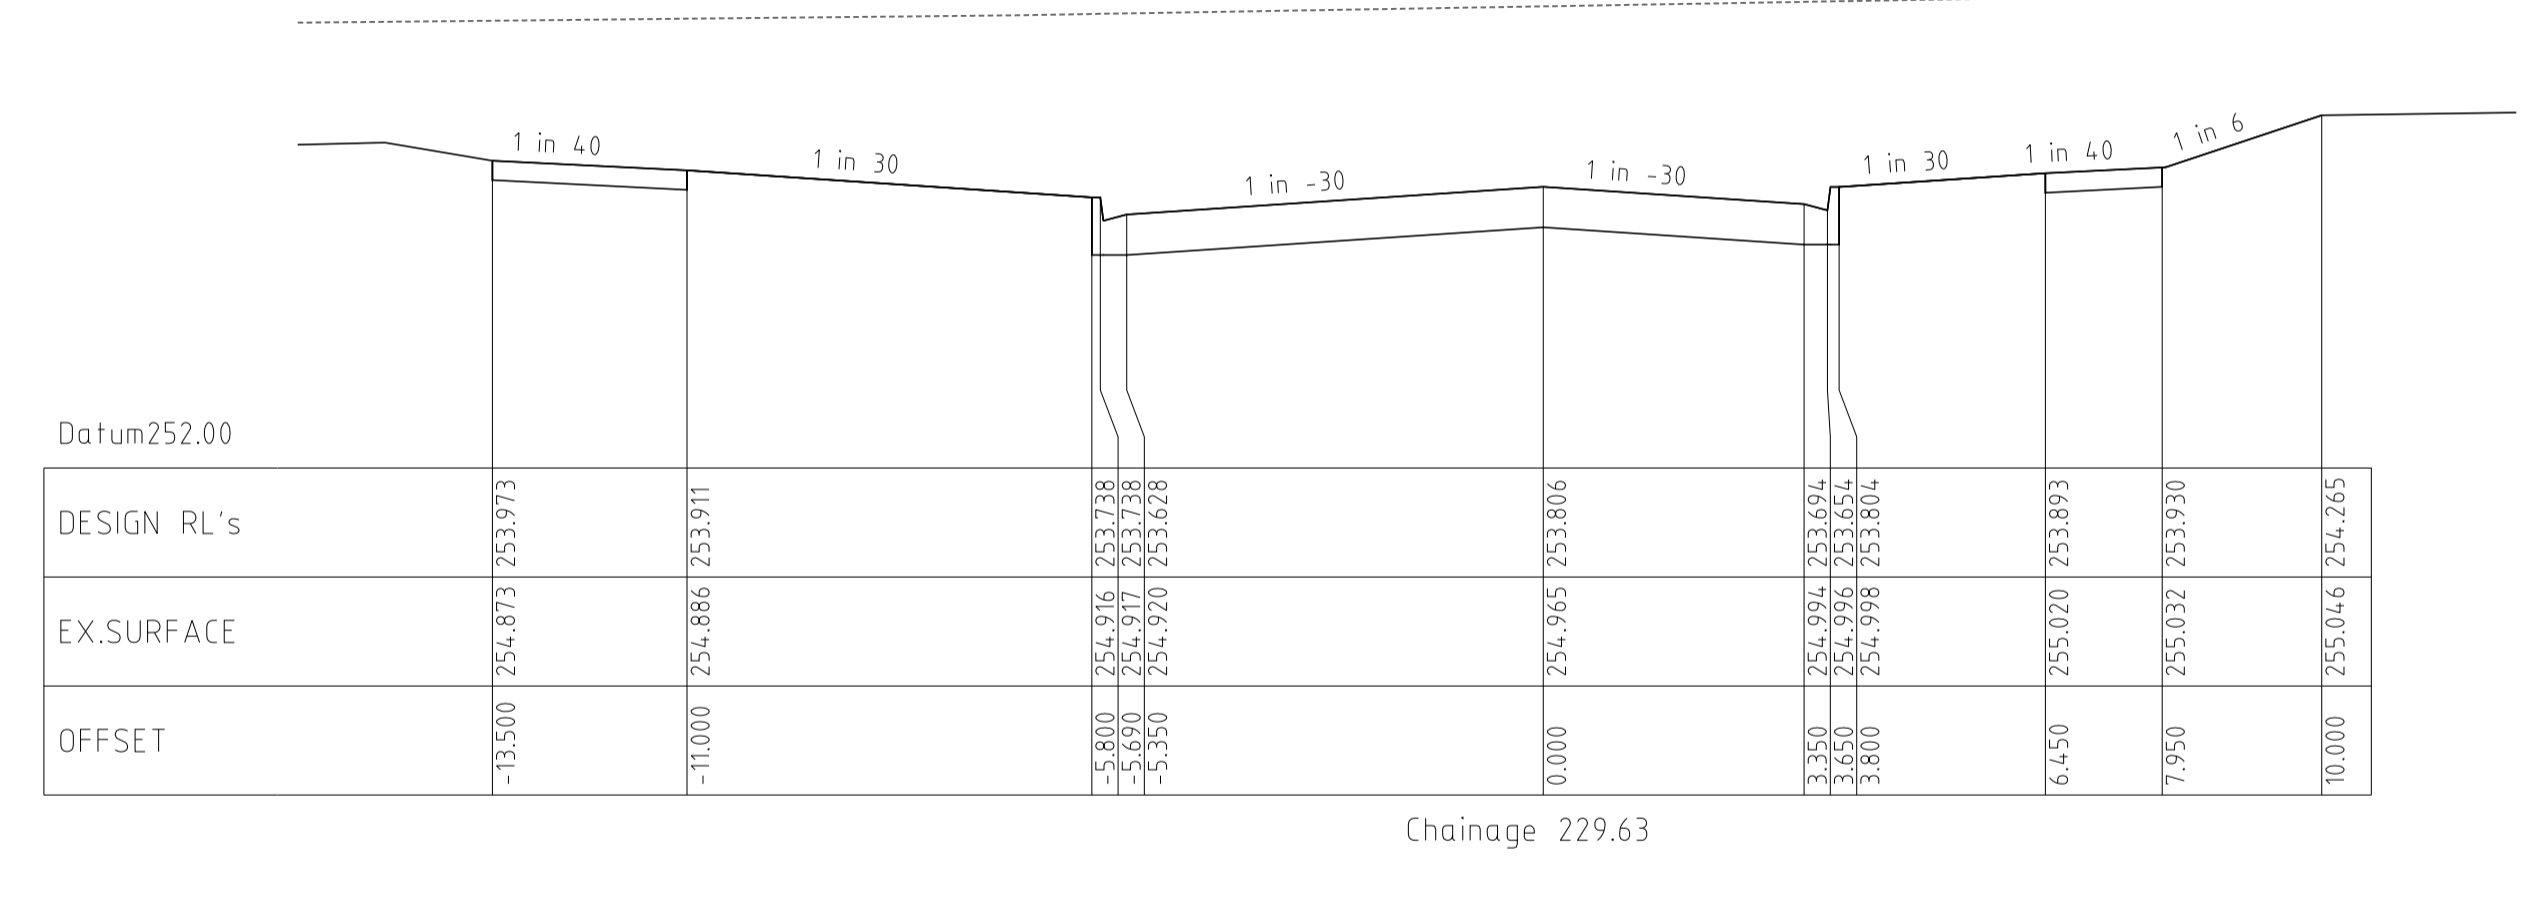 1 in 40
1 in 30
1 in -30
1 in -30
1 in 30
1 in 40
1 in 6
Datum252.00
DESIGN RL's 253.973 253.911 253.738 253.738 253.628 253.806 253.694 253.654 253.804 253.893 253.930 254.265
EX.SURFACE 254.873 254.886 254.916 254.917 254.920 254.965 254.994 254.996 254.998 255.020 255.032 255.046
OFFSET -13.500 -11.000 -5.800 -5.690 -5.350 0.000 3.350 3.650 3.800 6.450 7.950 10.000
Chainage 229.63